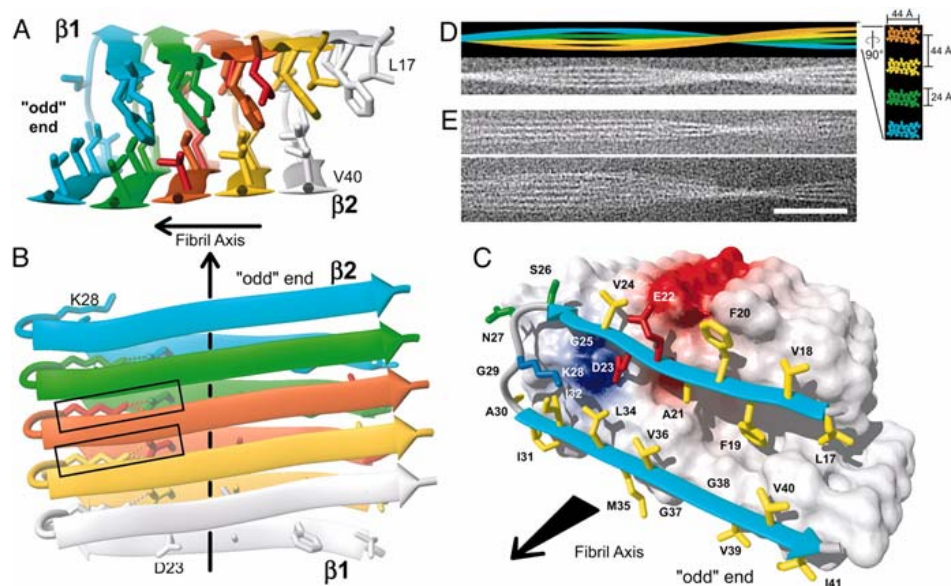 A
β1
L17
"odd"
end
V40
β2
Fibril Axis
B
"odd" end
β2
K28
D23
β1
D
90°
44 Å
44 Å
24 Å
E
C
S26
V24
E22
F20
N27
G25
V18
K28
D23
G29
I32
A30
L34
A21
I31
V36
F19
L17
G38
V40
M35
G37
Fibril Axis
V39
"odd" end
I41